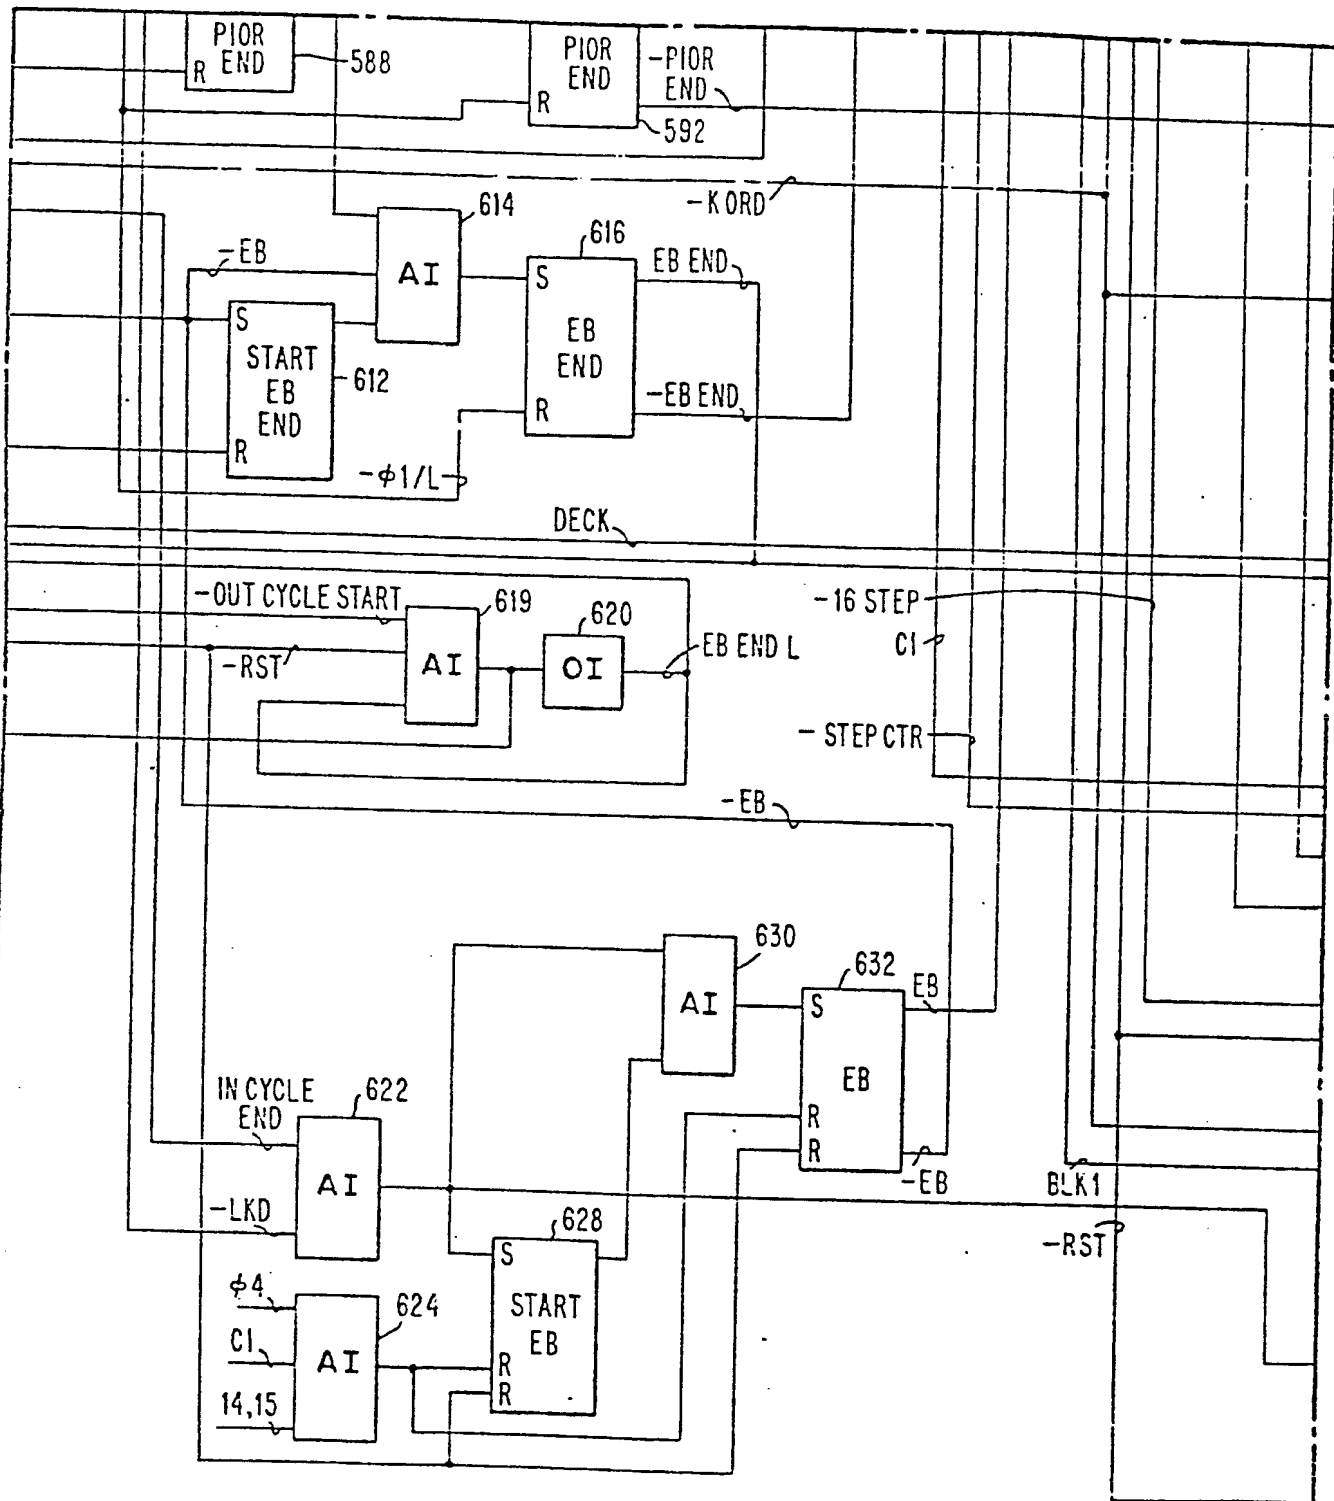 PIOR
END
R
588
PIOR
END
R
-PIOR
END
592
-KORD
614
-EB
AI
616
S
EB
END
R
EB END
-EB END
S
START
EB
END
R
612
-φ1/L
DECK
-OUT CYCLE START
619
-RST
AI
620
OI
EB END L
-16 STEP
C1
- STEP CTR
-EB
630
AI
632
S
EB
R
R
EB
-EB
IN CYCLE
END
622
AI
-LKD
BLK1
-RST
628
S
START
EB
R
R
φ4
C1
14,15
624
AI